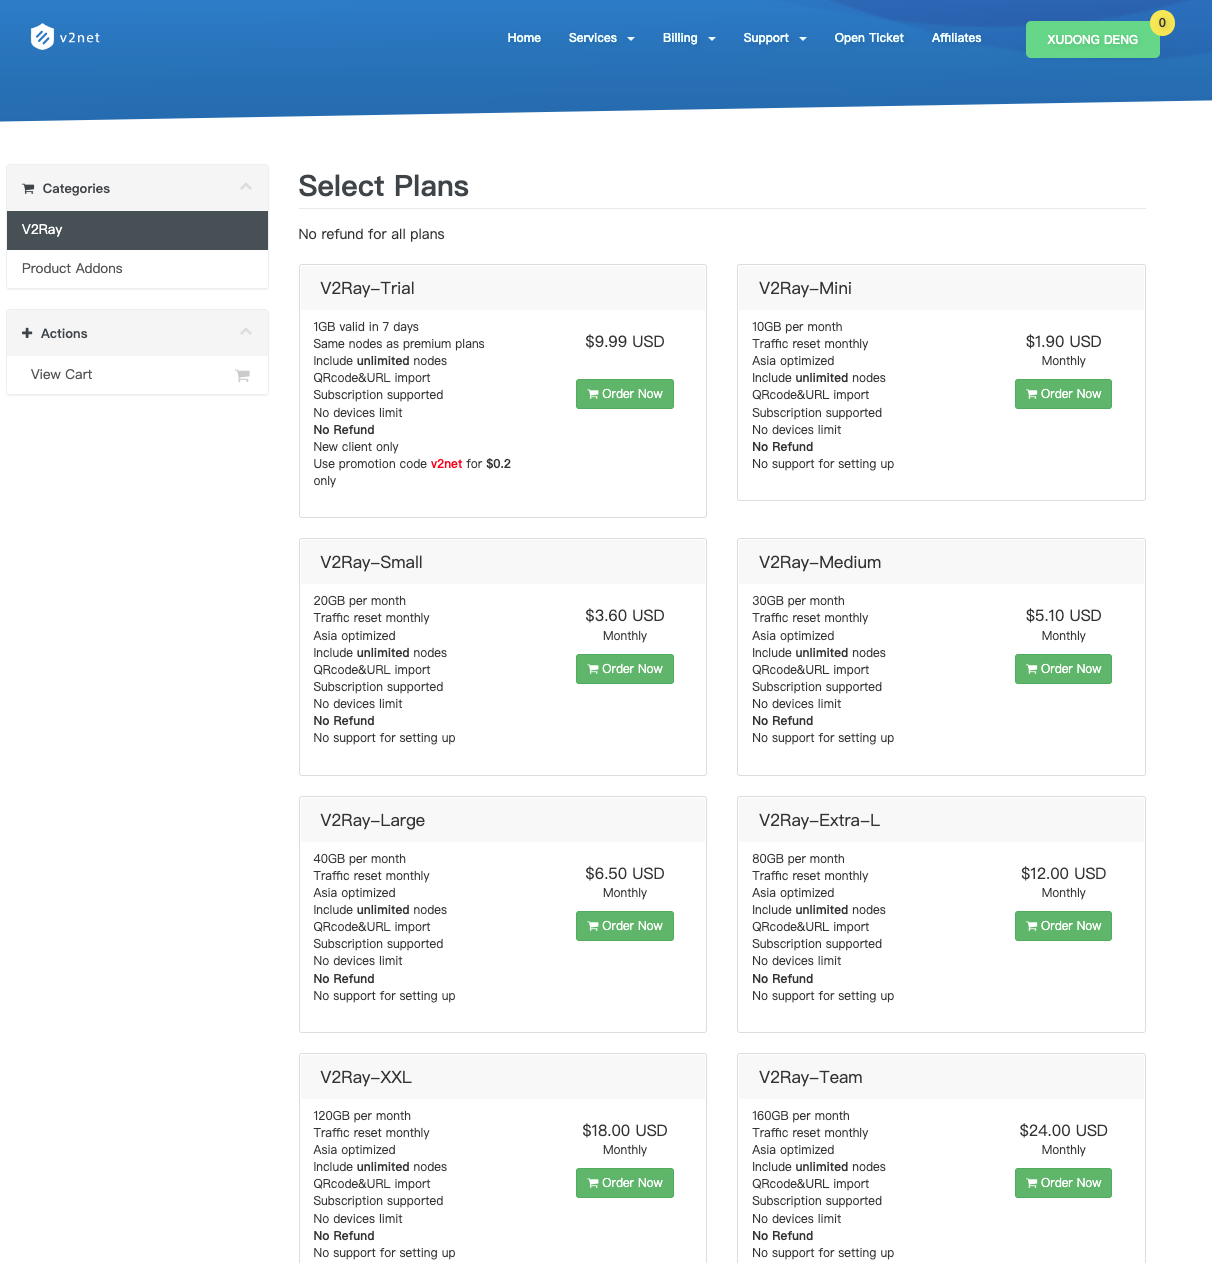 v2net
Home Services Billing Support Open Ticket Affiliates XUDONG DENG 0
Categories
V2Ray
Product Addons
Actions
View Cart
Select Plans
No refund for all plans
V2Ray-Trial
1GB valid in 7 days
Same nodes as premium plans
Include unlimited nodes
QRcode&URL import
Subscription supported
No devices limit
No Refund
New client only
Use promotion code v2net for $0.2
only
$9.99 USD
Order Now
V2Ray-Mini
10GB per month
Traffic reset monthly
Asia optimized
Include unlimited nodes
QRcode&URL import
Subscription supported
No devices limit
No Refund
No support for setting up
$1.90 USD
Monthly
Order Now
V2Ray-Small
20GB per month
Traffic reset monthly
Asia optimized
Include unlimited nodes
QRcode&URL import
Subscription supported
No devices limit
No Refund
No support for setting up
$3.60 USD
Monthly
Order Now
V2Ray-Medium
30GB per month
Traffic reset monthly
Asia optimized
Include unlimited nodes
QRcode&URL import
Subscription supported
No devices limit
No Refund
No support for setting up
$5.10 USD
Monthly
Order Now
V2Ray-Large
40GB per month
Traffic reset monthly
Asia optimized
Include unlimited nodes
QRcode&URL import
Subscription supported
No devices limit
No Refund
No support for setting up
$6.50 USD
Monthly
Order Now
V2Ray-Extra-L
80GB per month
Traffic reset monthly
Asia optimized
Include unlimited nodes
QRcode&URL import
Subscription supported
No devices limit
No Refund
No support for setting up
$12.00 USD
Monthly
Order Now
V2Ray-XXL
120GB per month
Traffic reset monthly
Asia optimized
Include unlimited nodes
QRcode&URL import
Subscription supported
No devices limit
No Refund
No support for setting up
$18.00 USD
Monthly
Order Now
V2Ray-Team
160GB per month
Traffic reset monthly
Asia optimized
Include unlimited nodes
QRcode&URL import
Subscription supported
No devices limit
No Refund
No support for setting up
$24.00 USD
Monthly
Order Now